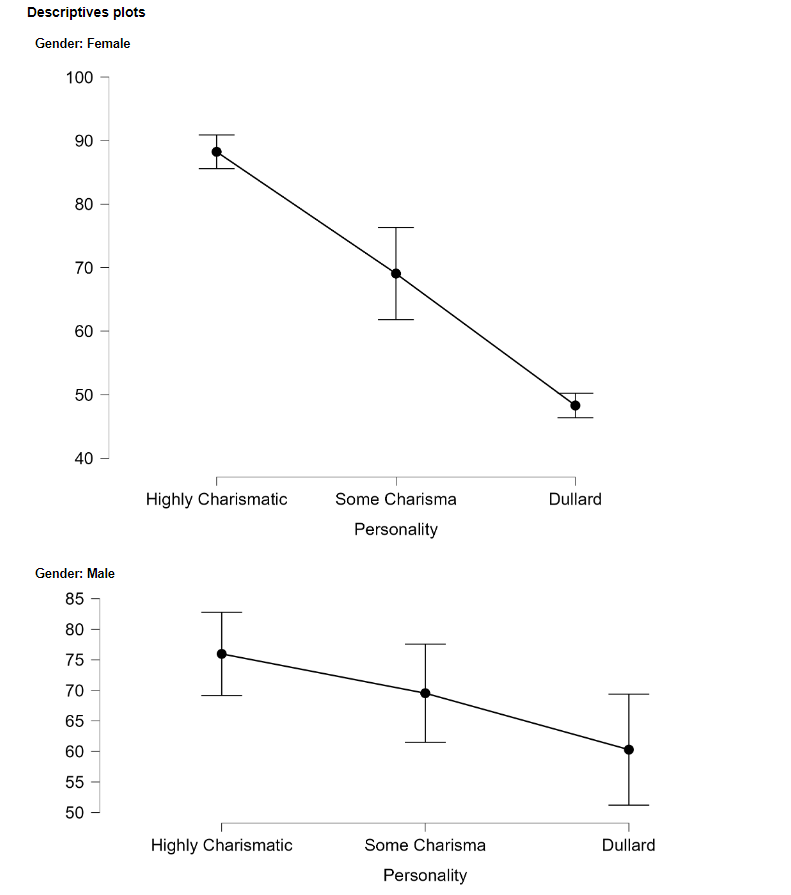 Descriptives plots
Gender: Female
100
90
80
70
60
50
40
Highly Charismatic Some Charisma Dullard
Personality
Gender: Male
85
80
75
70
65
60
55
50
Highly Charismatic Some Charisma Dullard
Personality